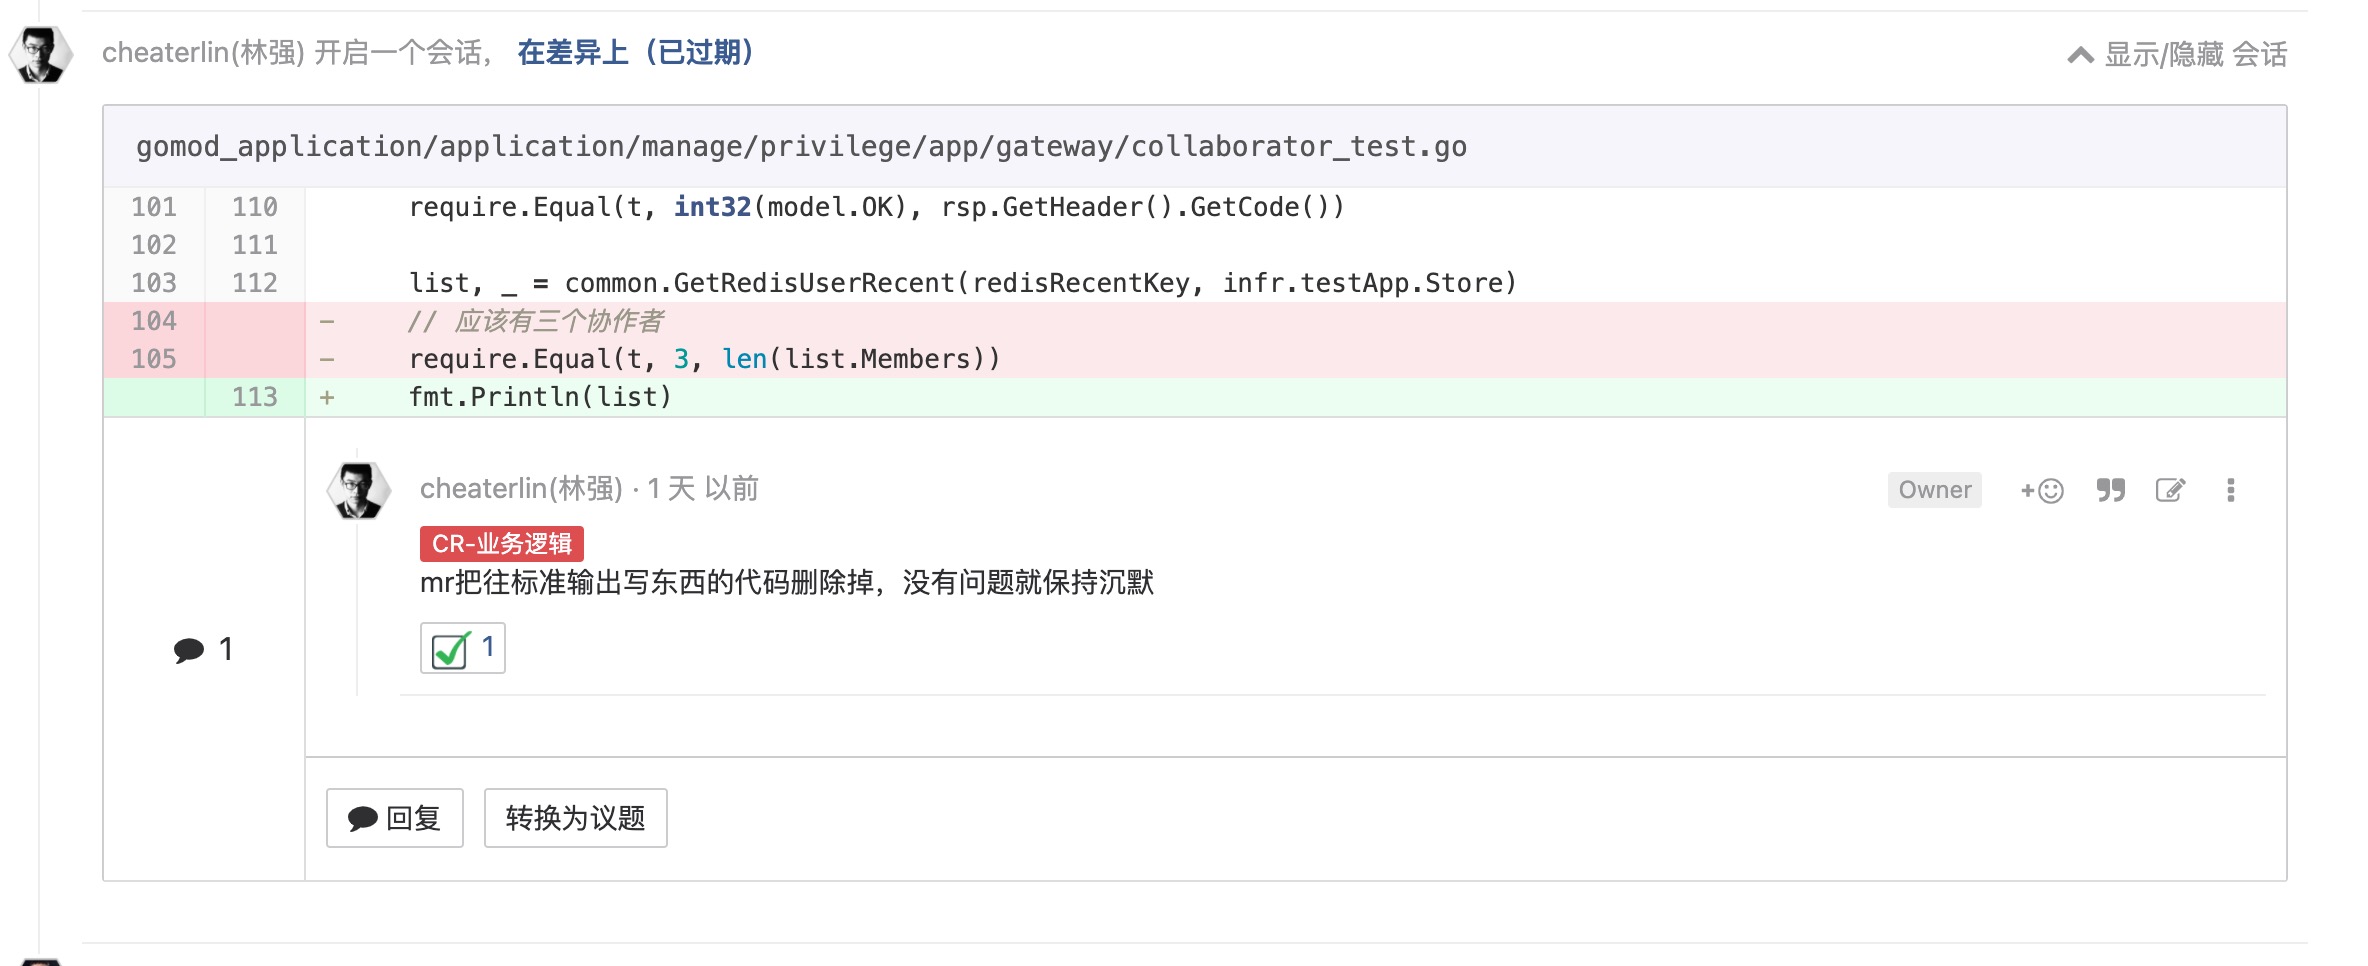 cheaterlin(林强) 开启一个会话， 在差异上（已过期） 显示/隐藏 会话
gomod_application/application/manage/privilege/app/gateway/collaborator_test.go
101 110 require.Equal(t, int32(model.OK), rsp.GetHeader().GetCode())
102 111
103 112 list, _ = common.GetRedisUserRecent(redisRecentKey, infr.testApp.Store)
104 - // 应该有三个协作者
105 - require.Equal(t, 3, len(list.Members))
113 + fmt.Println(list)
cheaterlin(林强) · 1 天 以前 Owner
CR-业务逻辑
mr把往标准输出写东西的代码删除掉，没有问题就保持沉默
1
1
回复 转换为议题